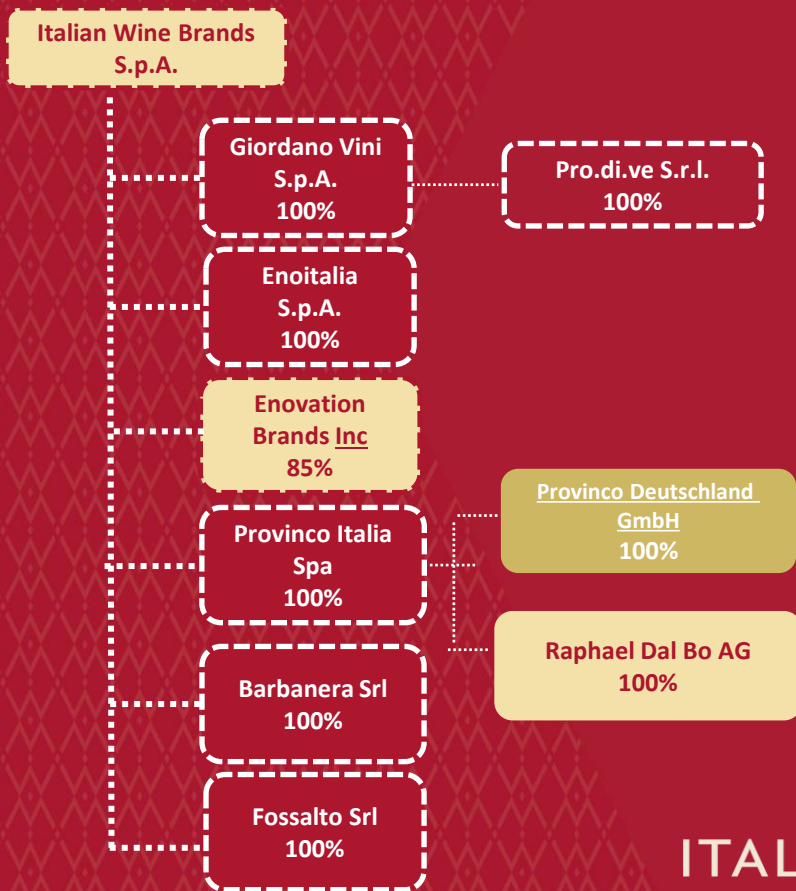 Italian Wine Brands
S.p.A.
Giordano Vini
S.p.A.
100%
Pro.di.ve S.r.l.
100%
Enoitalia
S.p.A.
100%
Enovation
Brands Inc
85%
Provinco Italia
Spa
100%
Provinco Deutschland
GmbH
100%
Raphael Dal Bo AG
100%
Barbanera Srl
100%
Fossalto Srl
100%
ITAL